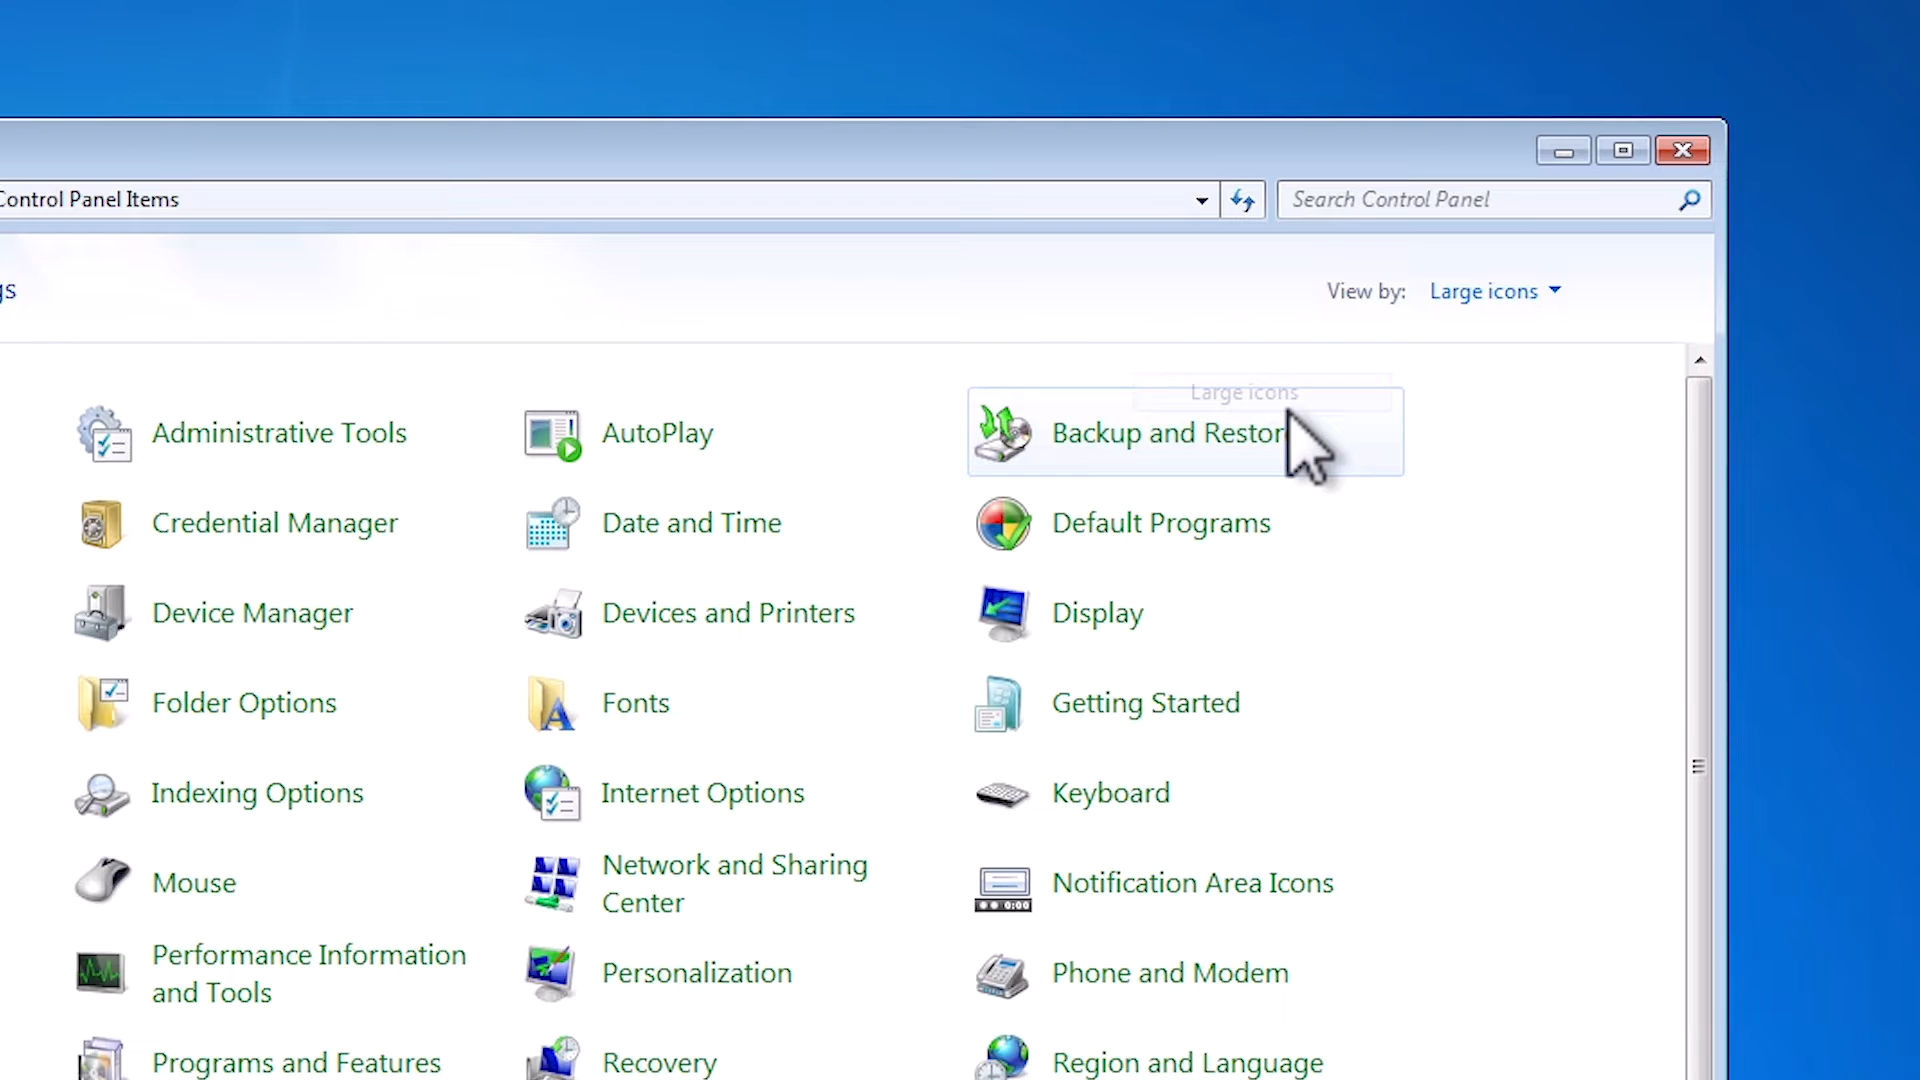 Control Panel Items
Search Control Panel
gs
View by: Large icons
Large icons
Administrative Tools
AutoPlay
Backup and Restor
Credential Manager
Date and Time
Default Programs
Device Manager
Devices and Printers
Display
Folder Options
Fonts
Getting Started
Indexing Options
Internet Options
Keyboard
Mouse
Network and Sharing
Center
Notification Area Icons
Performance Information
and Tools
Personalization
Phone and Modem
Programs and Features
Recovery
Region and Language